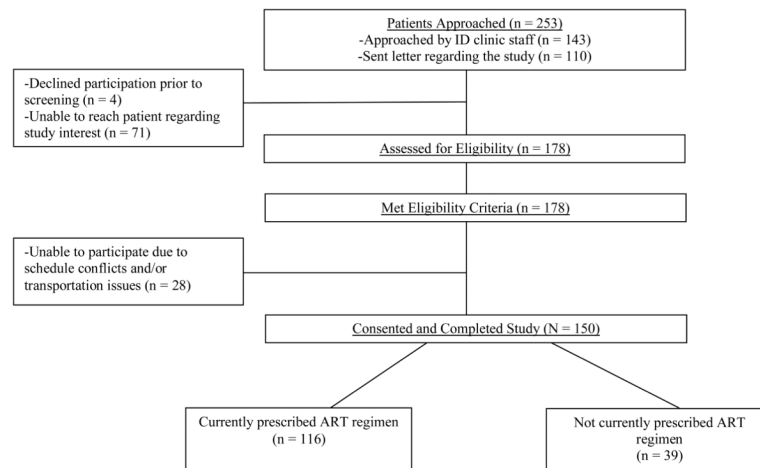 Patients Approached (n = 253)
-Approached by ID clinic staff (n = 143)
-Sent letter regarding the study (n = 110)
-Declined participation prior to
screening (n = 4)
-Unable to reach patient regarding
study interest (n = 71)
Assessed for Eligibility (n = 178)
Met Eligibility Criteria (n = 178)
-Unable to participate due to
schedule conflicts and/or
transportation issues (n = 28)
Consented and Completed Study (N = 150)
Currently prescribed ART regimen
(n = 116)
Not currently prescribed ART
regimen
(n = 39)